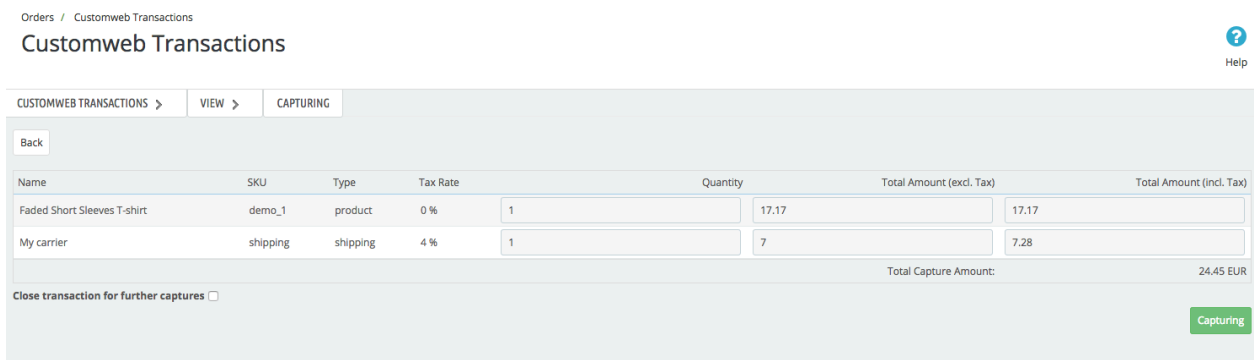 Orders / Customweb Transactions
Customweb Transactions
Help
CUSTOMWEB TRANSACTIONS > VIEW > CAPTURING
Back
Name SKU Type Tax Rate Quantity Total Amount (excl. Tax) Total Amount (incl. Tax)
Faded Short Sleeves T-shirt demo_1 product 0 % 1 17.17 17.17
My carrier shipping shipping 4 % 1 7 7.28
Total Capture Amount: 24.45 EUR
Close transaction for further captures
Capturing